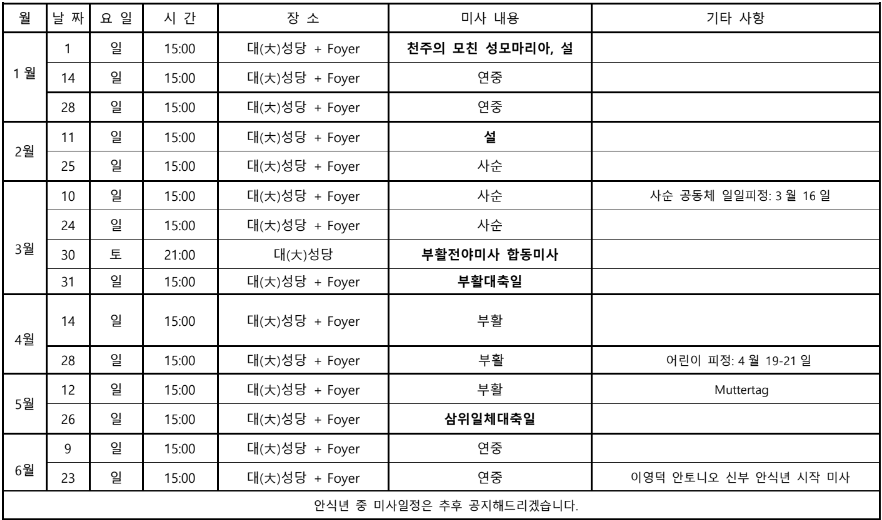 월 날 짜 요 일 시 간 장 소 미사 내용 기타 사항
1월 1 일 15:00 대(大)성당 + Foyer 천주의 모친 성모마리아, 설
14 일 15:00 대(大)성당 + Foyer 연중
28 일 15:00 대(大)성당 + Foyer 연중
2월 11 일 15:00 대(大)성당 + Foyer 설
25 일 15:00 대(大)성당 + Foyer 사순
3월 10 일 15:00 대(大)성당 + Foyer 사순 사순 공동체 일일피정: 3월 16일
24 일 15:00 대(大)성당 + Foyer 사순
30 토 21:00 대(大)성당 부활전야미사 합동미사
31 일 15:00 대(大)성당 + Foyer 부활대축일
4월 14 일 15:00 대(大)성당 + Foyer 부활
28 일 15:00 대(大)성당 + Foyer 부활 어린이 피정: 4월 19-21일
5월 12 일 15:00 대(大)성당 + Foyer 부활 Muttertag
26 일 15:00 대(大)성당 + Foyer 삼위일체대축일
6월 9 일 15:00 대(大)성당 + Foyer 연중
23 일 15:00 대(大)성당 + Foyer 연중 이영덕 안토니오 신부 안식년 시작 미사
안식년 중 미사일정은 추후 공지해드리겠습니다.